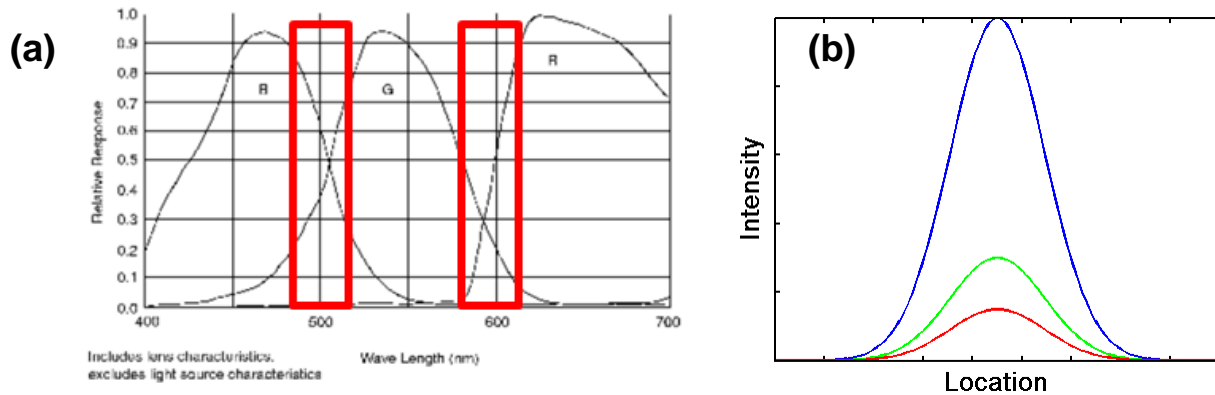 (a)
1.0
0.9
0.8
0.7
0.6
0.5
0.4
0.3
0.2
0.1
0.0
Relative Response
B
G
R
400
500
600
700
Wave Length (nm)
Includes lens characteristics,
excludes light source characteristics
(b)
Intensity
Location